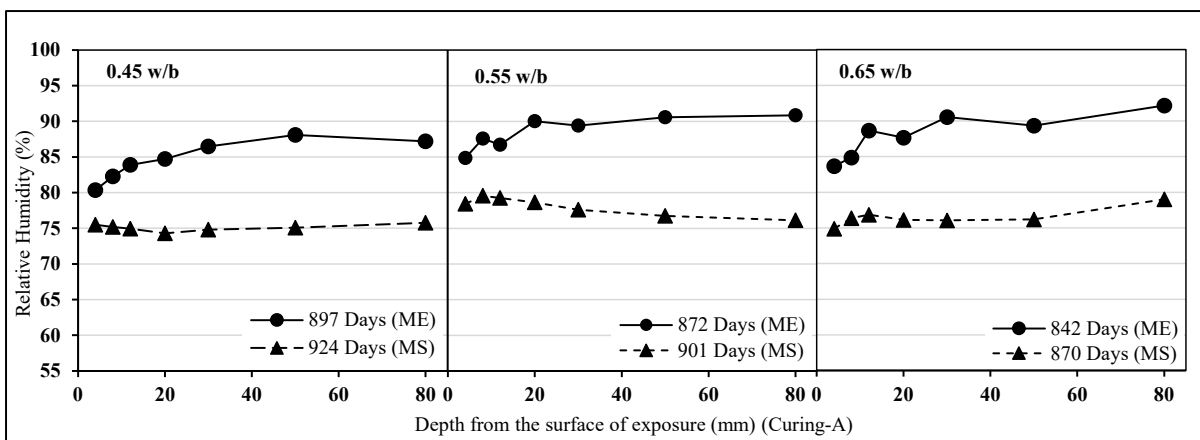 100
95
90
85
80
75
70
65
60
55
Relative Humidity (%)
0.45 w/b
897 Days (ME)
924 Days (MS)
0 20 40 60 80
0.55 w/b
872 Days (ME)
901 Days (MS)
0 20 40 60 80
0.65 w/b
842 Days (ME)
870 Days (MS)
0 20 40 60 80
Depth from the surface of exposure (mm) (Curing-A)